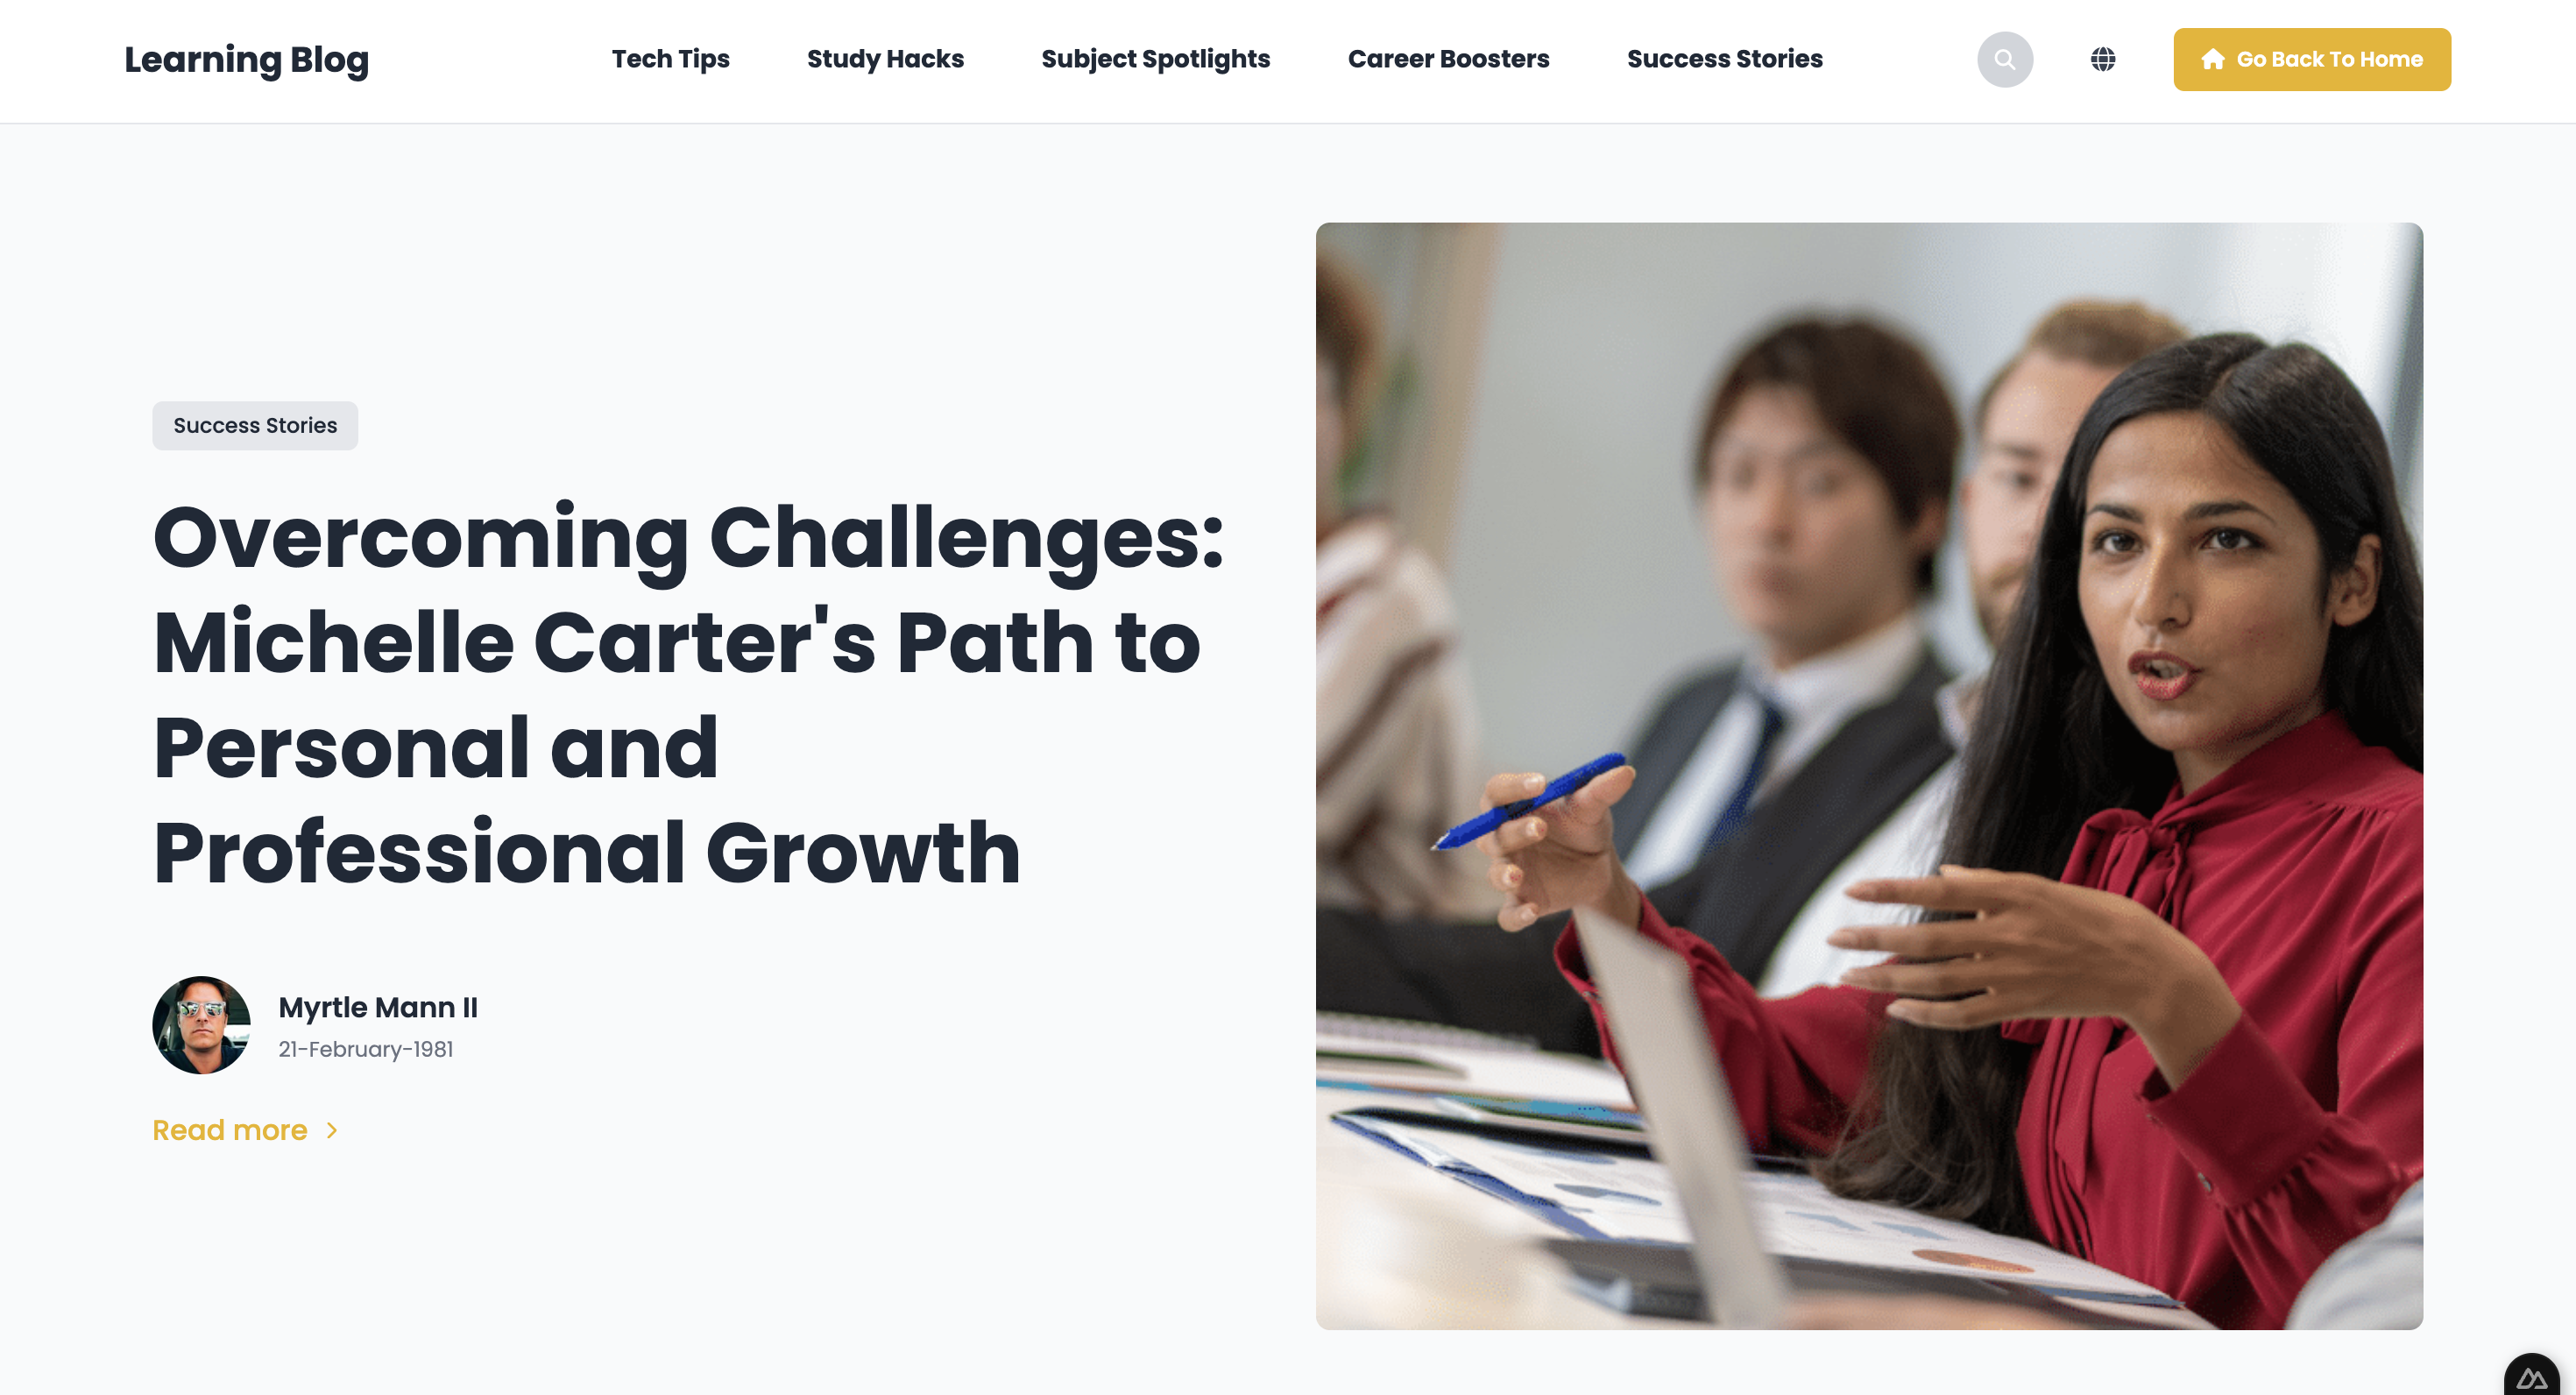 Learning Blog
Tech Tips
Study Hacks
Subject Spotlights
Career Boosters
Success Stories
Go Back To Home
Success Stories
Overcoming Challenges:
Michelle Carter's Path to
Personal and
Professional Growth
Myrtle Mann II
21-February-1981
Read more